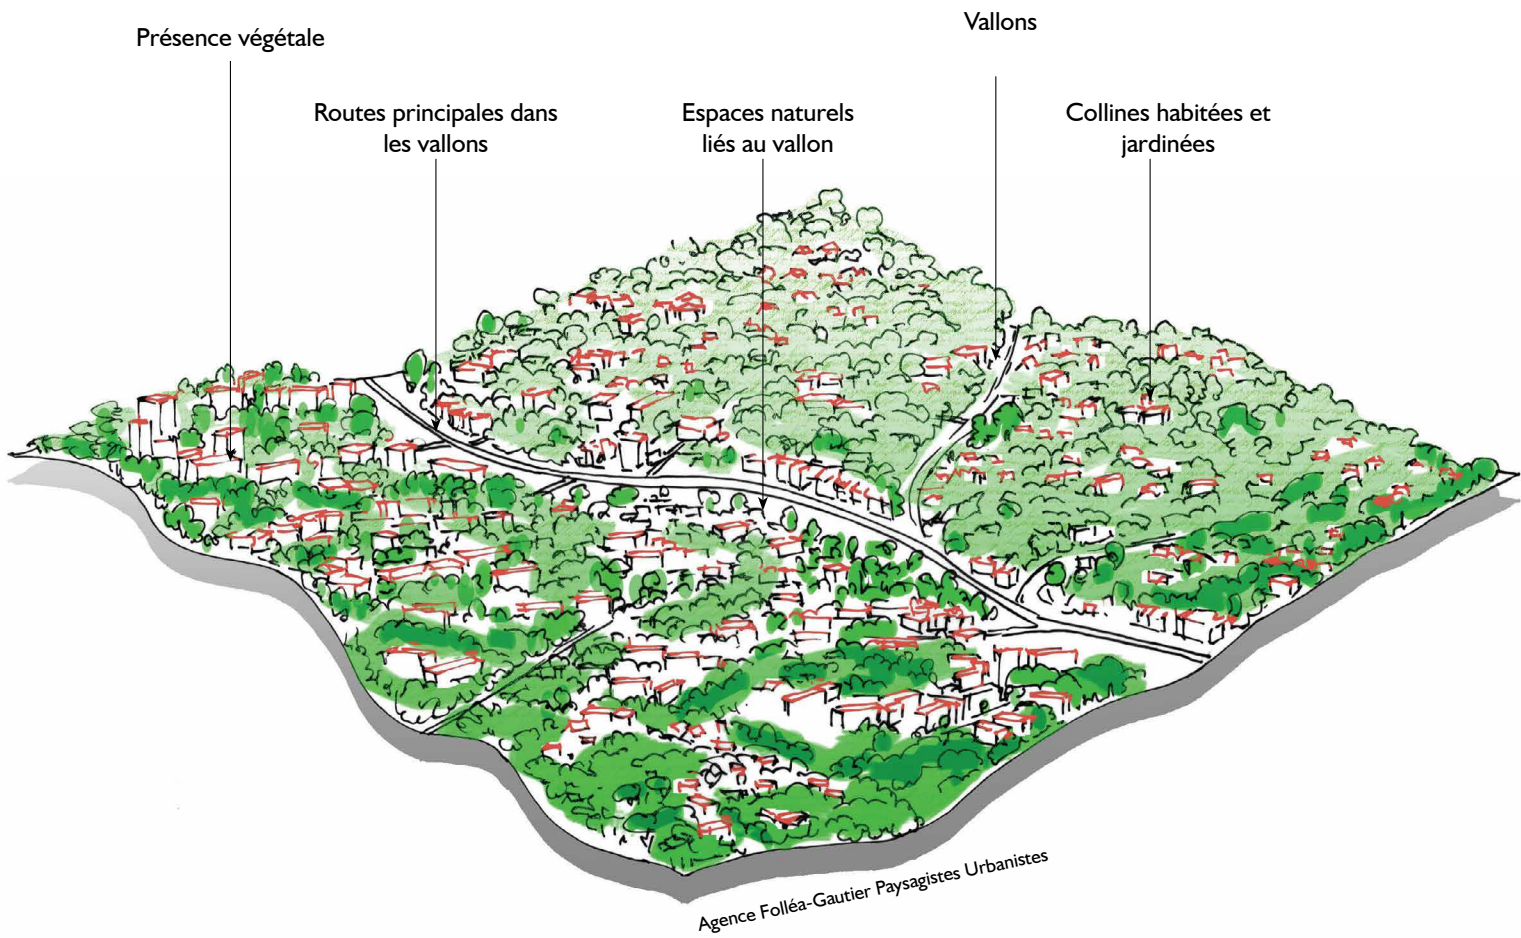 Présence végétale
Vallons
Routes principales dans
les vallons
Espaces naturels
liés au vallon
Collines habitées et
jardinées
Agence Folléa-Gautier Paysagistes Urbanistes